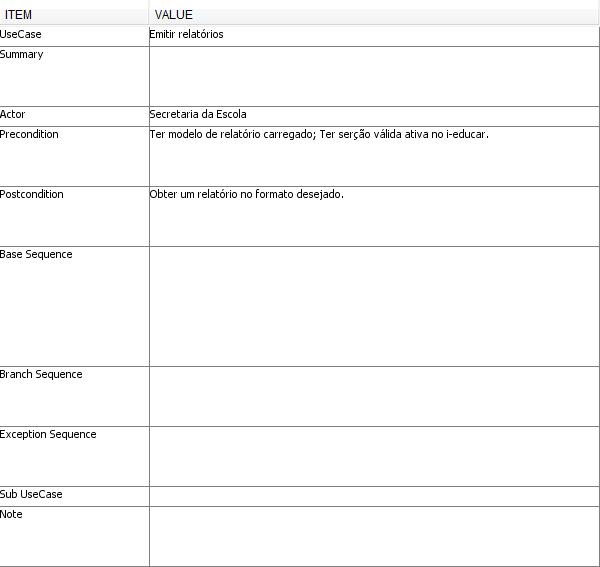 ITEM VALUE
UseCase Emitir relatórios
Summary
Actor Secretaria da Escola
Precondition Ter modelo de relatório carregado; Ter serção válida ativa no i-educar.
Postcondition Obter um relatório no formato desejado.
Base Sequence
Branch Sequence
Exception Sequence
Sub UseCase
Note